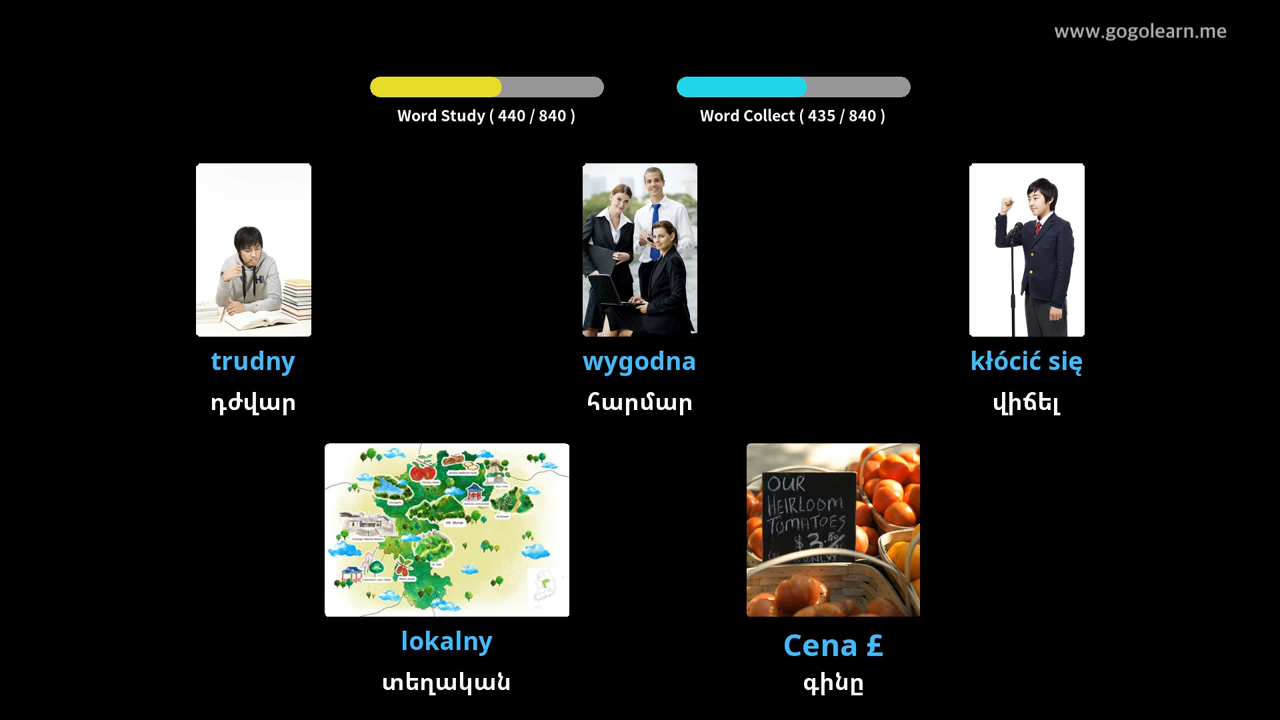 www.gogolearn.me
Word Study ( 440 / 840 )
Word Collect ( 435 / 840 )
trudny
դժվար
wygodna
հարմար
kłócić się
վիճել
OUR
HEIRLOOM
TOMATOES
lokalny
տեղական
Cena £
գինը